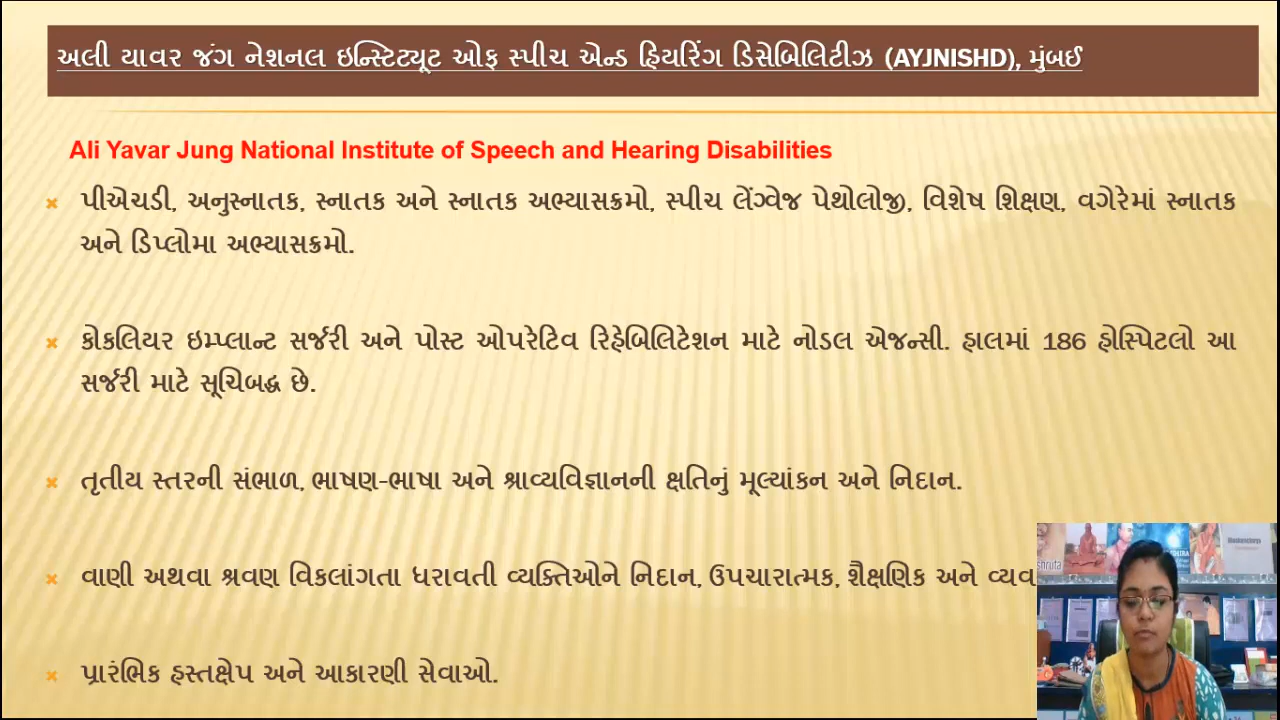 અલી યાવર જંગ નેશનલ ઇન્સ્ટિટ્યૂટ ઓફ સ્પીચ એન્ડ હિયરિંગ ડિસેબિલિટીઝ (AYJNISHD), મુંબઈ
Ali Yavar Jung National Institute of Speech and Hearing Disabilities
પીએચડી, અનુસ્નાતક, સ્નાતક અને સ્નાતક અભ્યાસક્રમો, સ્પીચ લેંગ્વેજ પેથોલોજી, વિશેષ શિક્ષણ, વગેરેમાં સ્નાતક
અને ડિપ્લોમા અભ્યાસક્રમો.
કોકલિયર ઇમ્પ્લાન્ટ સર્જરી અને પોસ્ટ ઓપરેટિવ રિહેબિલિટેશન માટે નોડલ એજન્સી. હાલમાં 186 હોસ્પિટલો આ
સર્જરી માટે સૂચિબદ્ધ છે.
તૃતીય સ્તરની સંભાળ, ભાષણ-ભાષા અને શ્રાવ્યવિજ્ઞાનની ક્ષતિનું મૂલ્યાંકન અને નિદાન.
વાણી અથવા શ્રવણ વિકલાંગતા ધરાવતી વ્યક્તિઓને નિદાન, ઉપચારાત્મક, શૈક્ષણિક અને
પ્રારંભિક હસ્તક્ષેપ અને આકારણી સેવાઓ.